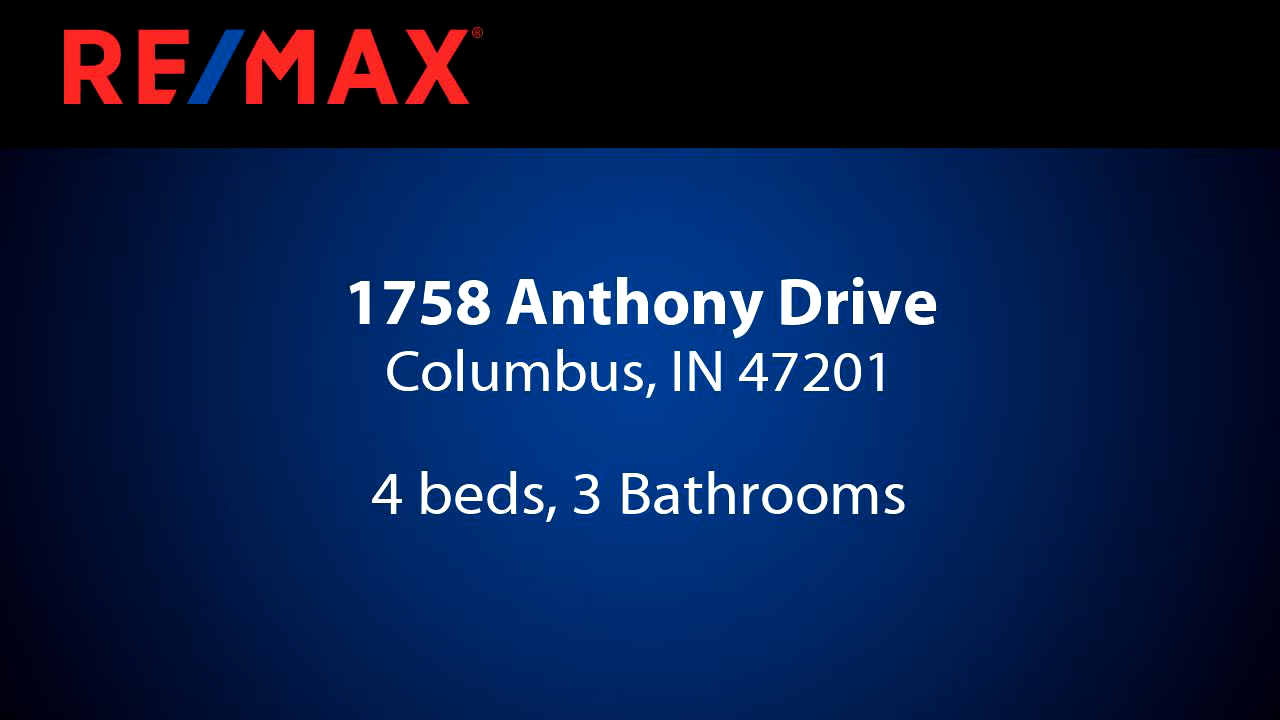 RE/MAX®
1758 Anthony Drive
Columbus, IN 47201
4 beds, 3 Bathrooms